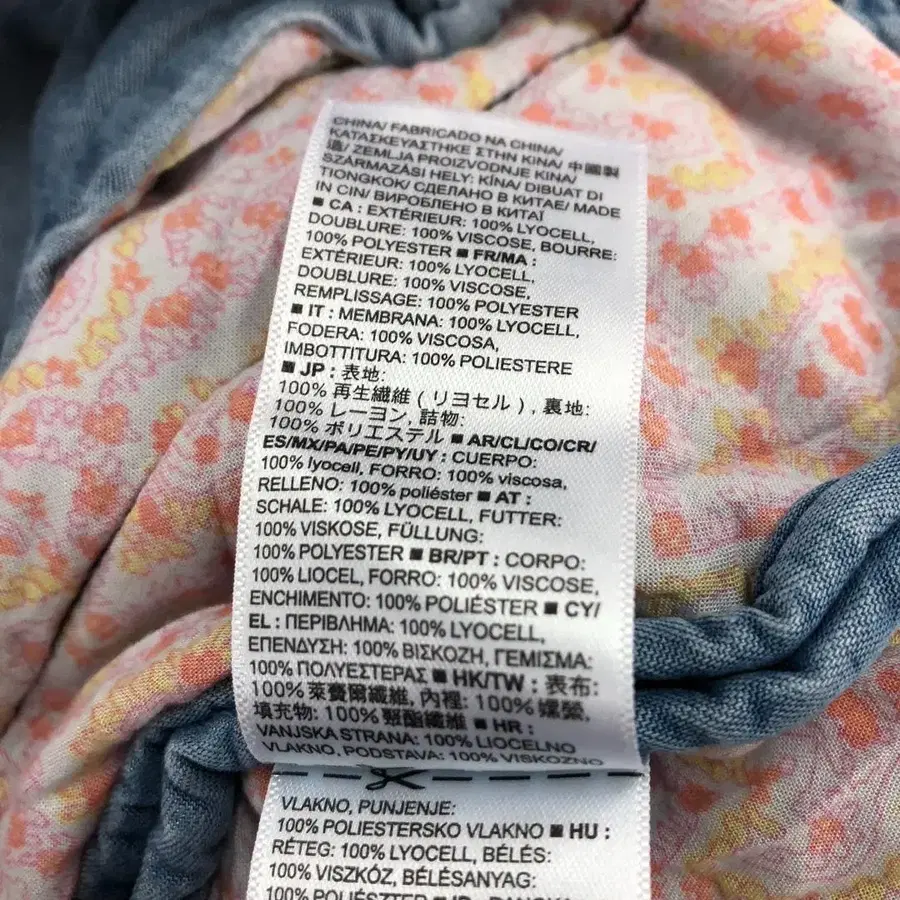 CHINA/ FABRICADO NA CHINA/
ΚΑΤΑΣΚΕΥΑΣΤΗΚΕ ΣΤΗΝ ΚΙΝΑ/ 中國製
造/ ZEMLJA PROIZVODNJE KINA/
SZÁRMAZÁSI HELY: KÍNA/ DIBUAT DI
TIONGKOK/ СДЕЛАНО В КИТАЕ/ MADE
IN CIN/ ВИРОБЛЕНО В КИТАЇ
■ CA : EXTÉRIEUR: 100% LYOCELL,
DOUBLURE: 100% VISCOSE, BOURRE:
100% POLYESTER ■ FR/MA :
EXTÉRIEUR: 100% LYOCELL,
DOUBLURE: 100% VISCOSE,
REMPLISSAGE: 100% POLYESTER
■ IT : MEMBRANA: 100% LYOCELL,
FODERA: 100% VISCOSA,
IMBOTTITURA: 100% POLIESTERE
■ JP : 表地:
100% 再生繊維 ( リヨセル ) , 裏地:
100% レーヨン, 詰物:
100% ポリエステル ■ AR/CL/CO/CR/
ES/MX/PA/PE/PY/UY : CUERPO:
100% lyocell, FORRO: 100% viscosa,
RELLENO: 100% poliéster ■ AT :
SCHALE: 100% LYOCELL, FUTTER:
100% VISKOSE, FÜLLUNG:
100% POLYESTER ■ BR/PT : CORPO:
100% LIOCEL, FORRO: 100% VISCOSE,
ENCHIMENTO: 100% POLIÉSTER ■ CY/
EL : ΠΕΡΙΒΛΗΜΑ: 100% LYOCELL,
ΕΠΕΝΔΥΣΗ: 100% ΒΙΣΚΟΖΗ, ΓΕΜΙΣΜΑ:
100% ΠΟΛΥΕΣΤΕΡΑΣ ■ HK/TW : 表布:
100% 萊賽爾纖維, 內裡: 100% 嫘縈,
填充物: 100% 聚酯纖維 ■ HR :
VANJSKA STRANA: 100% LIOCELNO
VLAKNO, PODSTAVA: 100% VISKOZNO
VLAKNO, PUNJENJE:
100% POLIESTERSKO VLAKNO ■ HU :
RÉTEG: 100% LYOCELL, BÉLÉS:
100% VISZKÓZ, BÉLÉSANYAG:
100% POLIÉSZTER